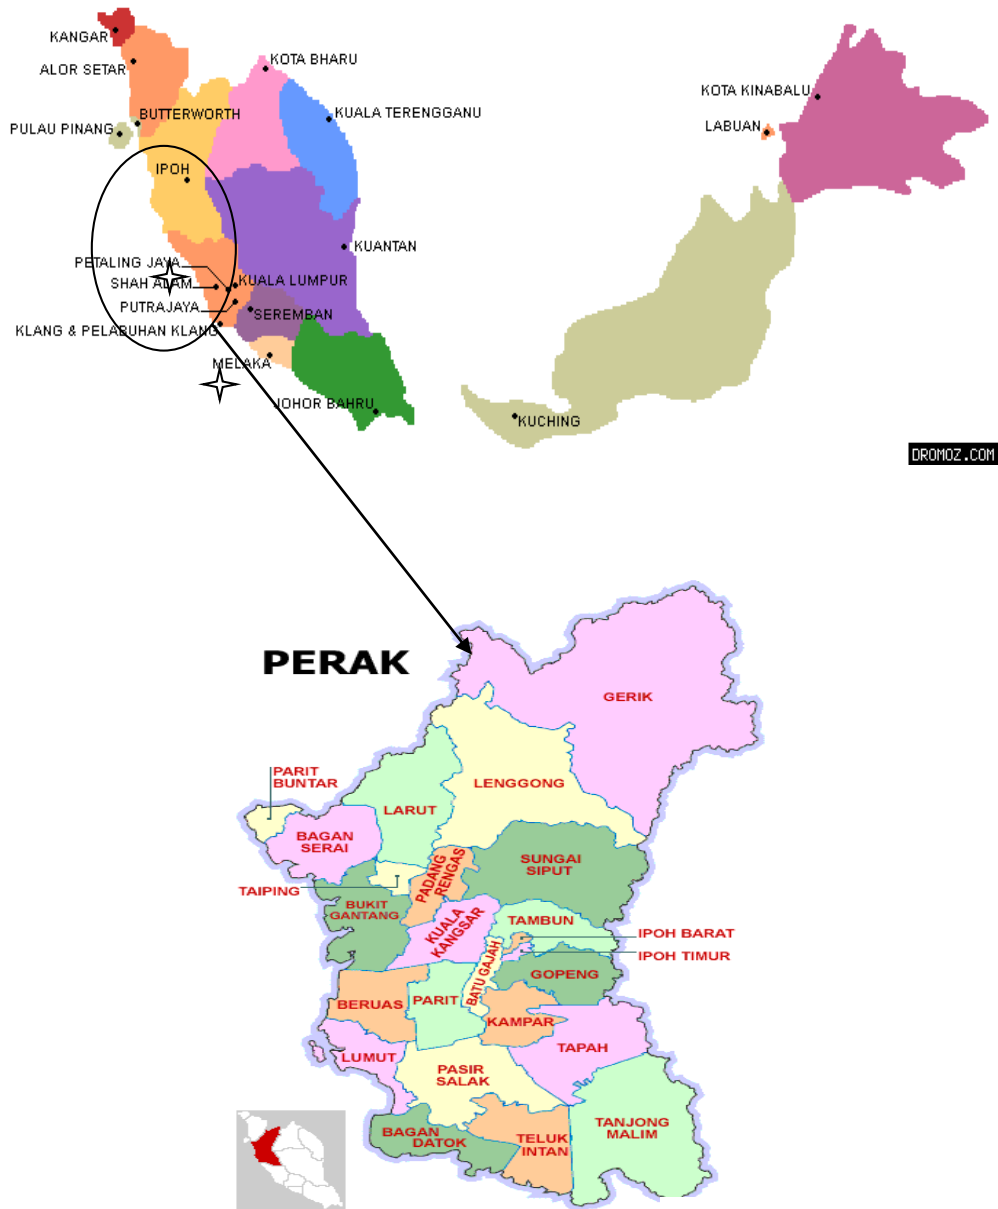 KANGAR
KOTA BHARU
ALOR SETAR
KOTA KINABALU
BUTTERWORTH
KUALA TERENGGANU
PULAU PINANG
LABUAN
IPOH
KUANTAN
PETALING JAYA
SHAH ALAM
KUALA LUMPUR
PUTRAJAYA
SEREMBAN
KLANG & PELABUHAN KLANG
MELAKA
JOHOR BAHRU
KUCHING
DROMOZ.COM
PERAK
GERIK
PARIT
BUNTAR
LENGGONG
LARUT
BAGAN
SERAI
PADANG
RENGAS
SUNGAI
SIPUT
TAIPING
BUKIT
GANTANG
KUALA
KANGSAR
TAMBUN
IPOH BARAT
IPOH TIMUR
BATU GAJAH
GOPENG
BERUAS
PARIT
KAMPAR
LUMUT
TAPAH
PASIR
SALAK
TANJONG
MALIM
BAGAN
DATOK
TELUK
INTAN